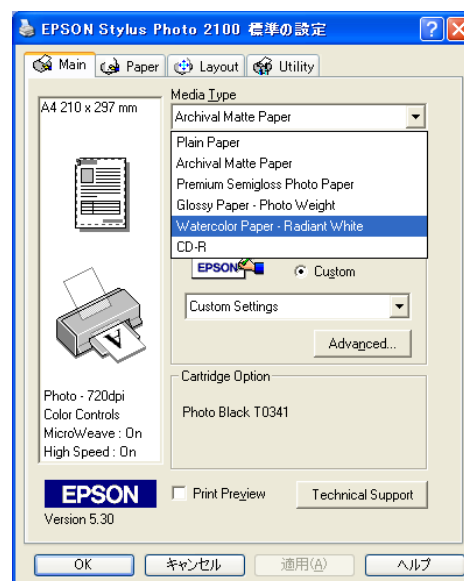 EPSON Stylus Photo 2100 標準の設定
Main Paper Layout Utility
A4 210 x 297 mm
Media Type
Archival Matte Paper
Plain Paper
Archival Matte Paper
Premium Semigloss Photo Paper
Glossy Paper - Photo Weight
Watercolor Paper - Radiant White
CD-R
EPSON
Custom
Custom Settings
Advanced...
Photo - 720dpi
Color Controls
MicroWeave : On
High Speed : On
Cartridge Option
Photo Black T0341
EPSON
Version 5.30
Print Preview
Technical Support
OK キャンセル 適用(A) ヘルプ